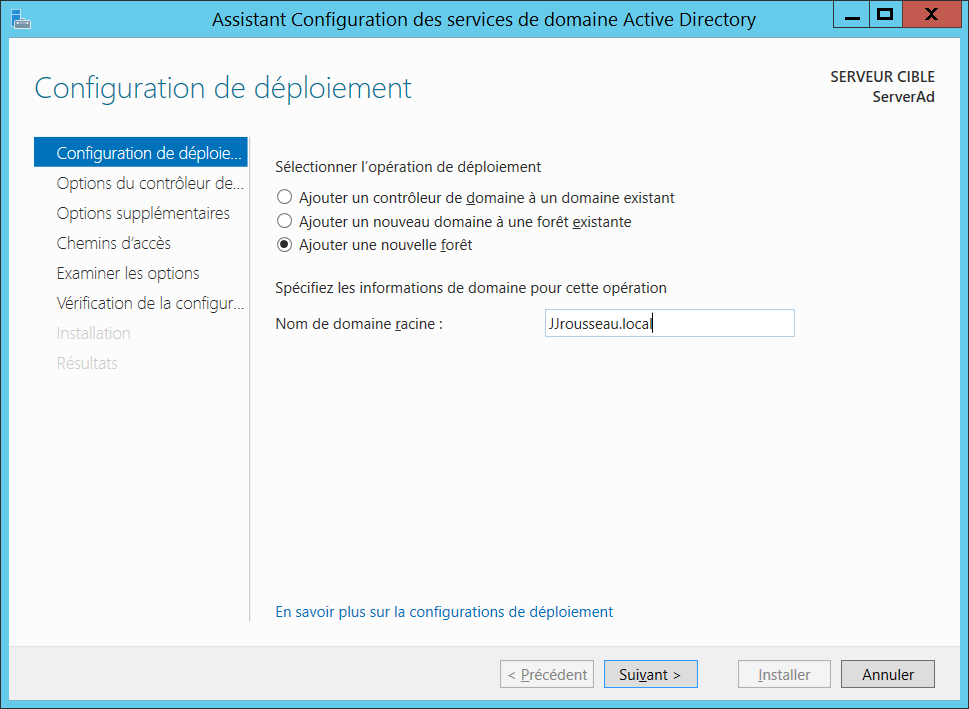 Assistant Configuration des services de domaine Active Directory
Configuration de déploiement
SERVEUR CIBLE
ServerAd
Configuration de déploie...
Options du contrôleur de...
Options supplémentaires
Chemins d’accès
Examiner les options
Vérification de la configur...
Installation
Résultats
Sélectionner l’opération de déploiement
Ajouter un contrôleur de domaine à un domaine existant
Ajouter un nouveau domaine à une forêt existante
Ajouter une nouvelle forêt
Spécifiez les informations de domaine pour cette opération
Nom de domaine racine : JJrousseau.local
En savoir plus sur la configurations de déploiement
< Précédent Suivant > Installer Annuler